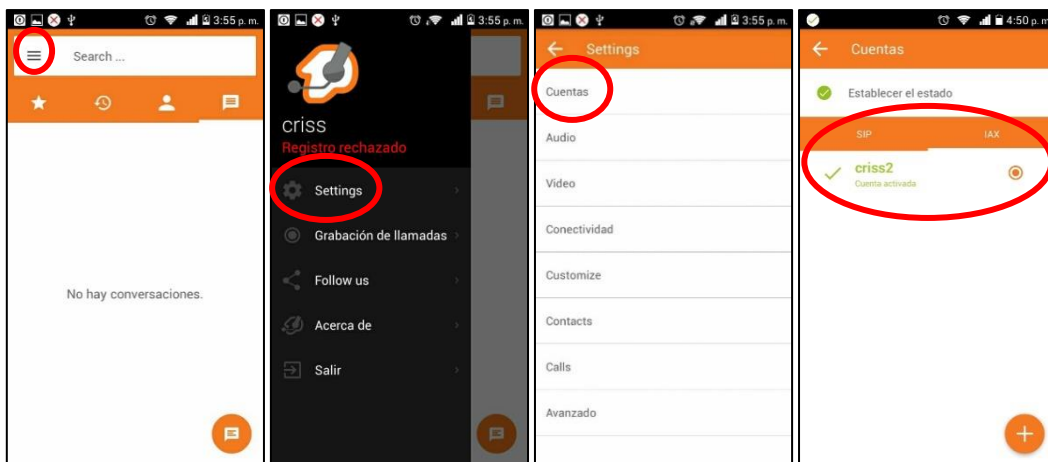 3:55 p. m.
Search ...
No hay conversaciones.
3:55 p. m.
criss
Registro rechazado
Settings
Grabación de llamadas
Follow us
Acerca de
Salir
3:55 p. m.
Settings
Cuentas
Audio
Video
Conectividad
Customize
Contacts
Calls
Avanzado
4:50 p. m
Cuentas
Establecer el estado
SIP IAX
criss2
Cuenta activada